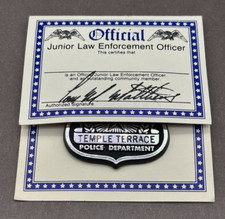 Official
Junior Law Enforcement Officer
This certifies that
is an Official Junior Law Enforcement Officer
and an outstanding community member.
Authorized Signature
TEMPLE TERRACE
POLICE DEPARTMENT